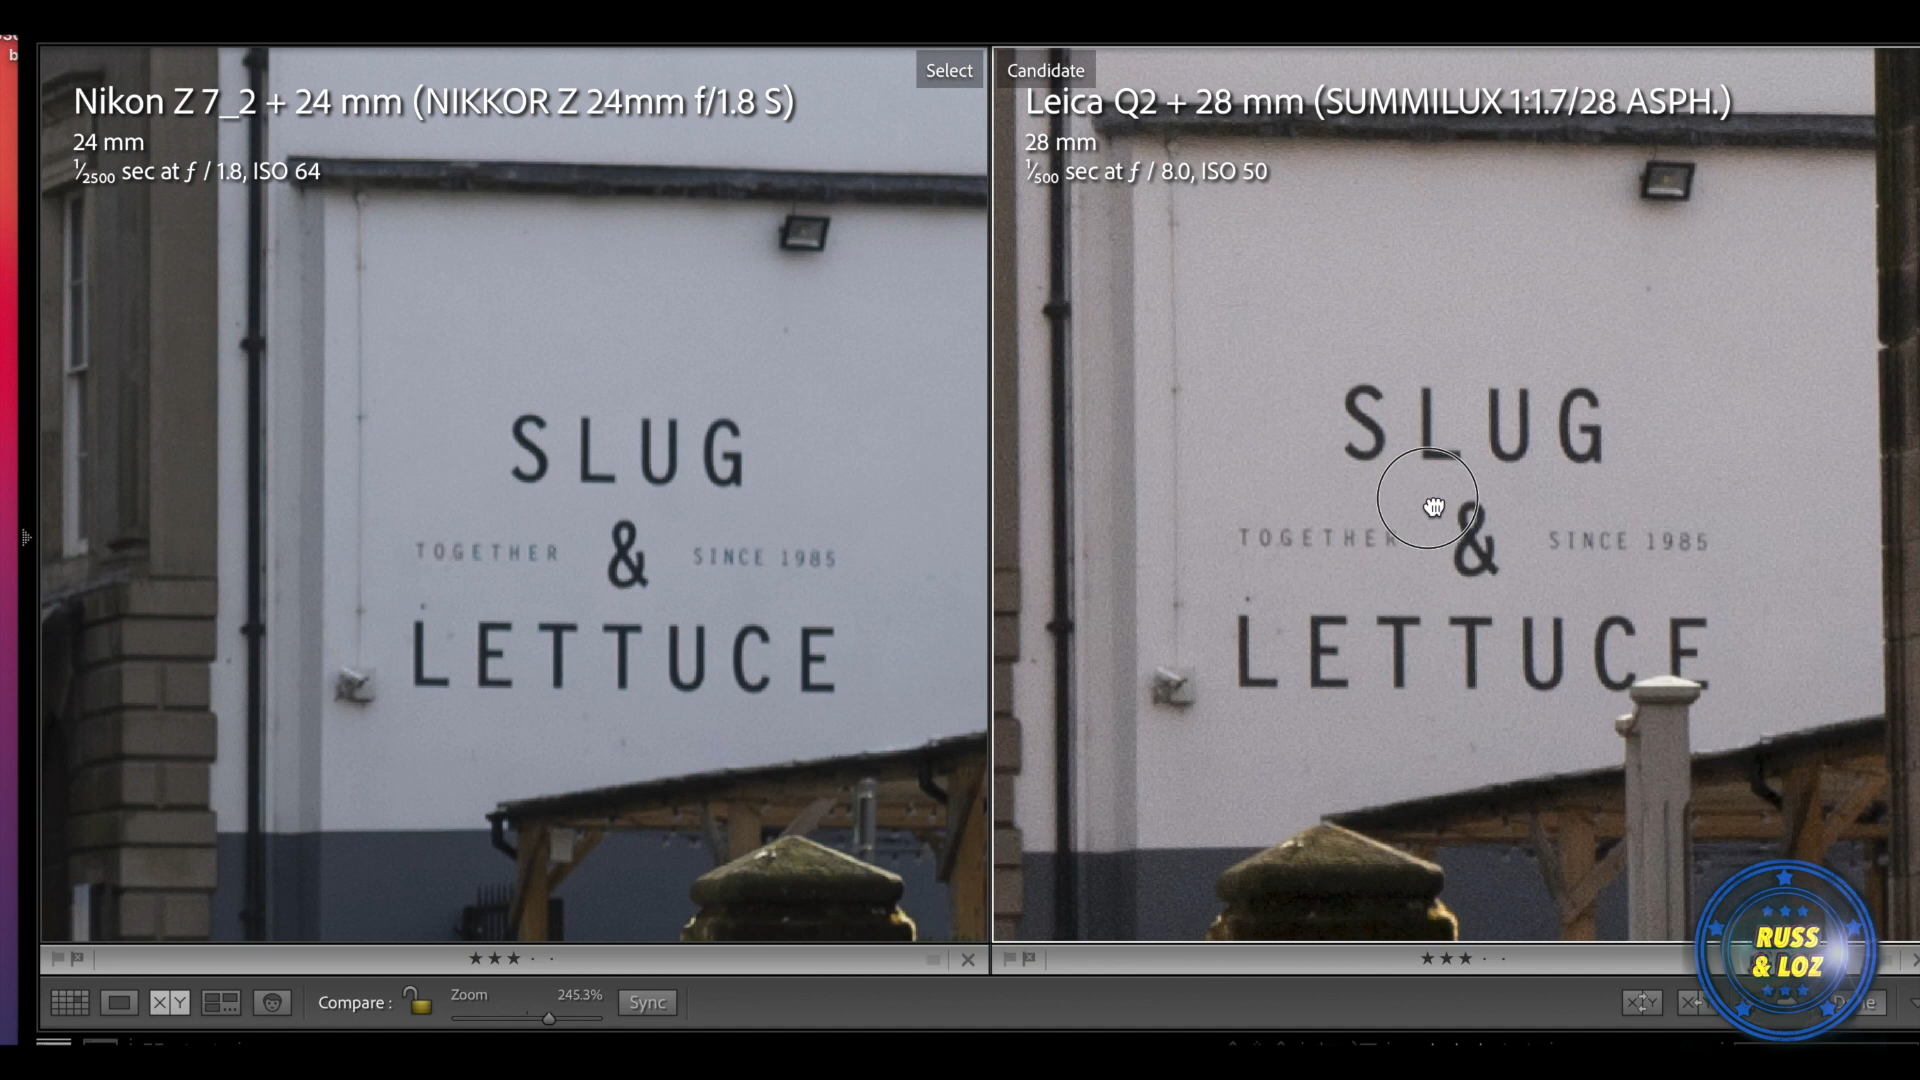 Select
Nikon Z 7_2 + 24 mm (NIKKOR Z 24mm f/1.8 S)
24 mm
1/2500 sec at ƒ / 1.8, ISO 64
SLUG
TOGETHER & SINCE 1985
LETTUCE
Candidate
Leica Q2 + 28 mm (SUMMILUX 1:1.7/28 ASPH.)
28 mm
1/500 sec at ƒ / 8.0, ISO 50
SLUG
TOGETHER & SINCE 1985
LETTUCE
XY
Compare :
Zoom 245.3%
Sync
RUSS
& LOZ